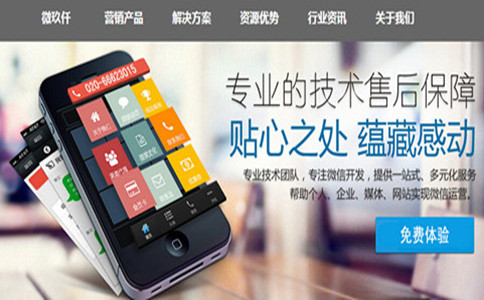 微玖仟 营销产品 解决方案 资源优势 行业资讯 关于我们
020-66623015
专业的技术售后保障
贴心之处 蕴藏感动
专业技术团队，专注微信开发，提供一站式、多元化服务
帮助个人、企业、媒体、网站实现微信运营。
免费体验